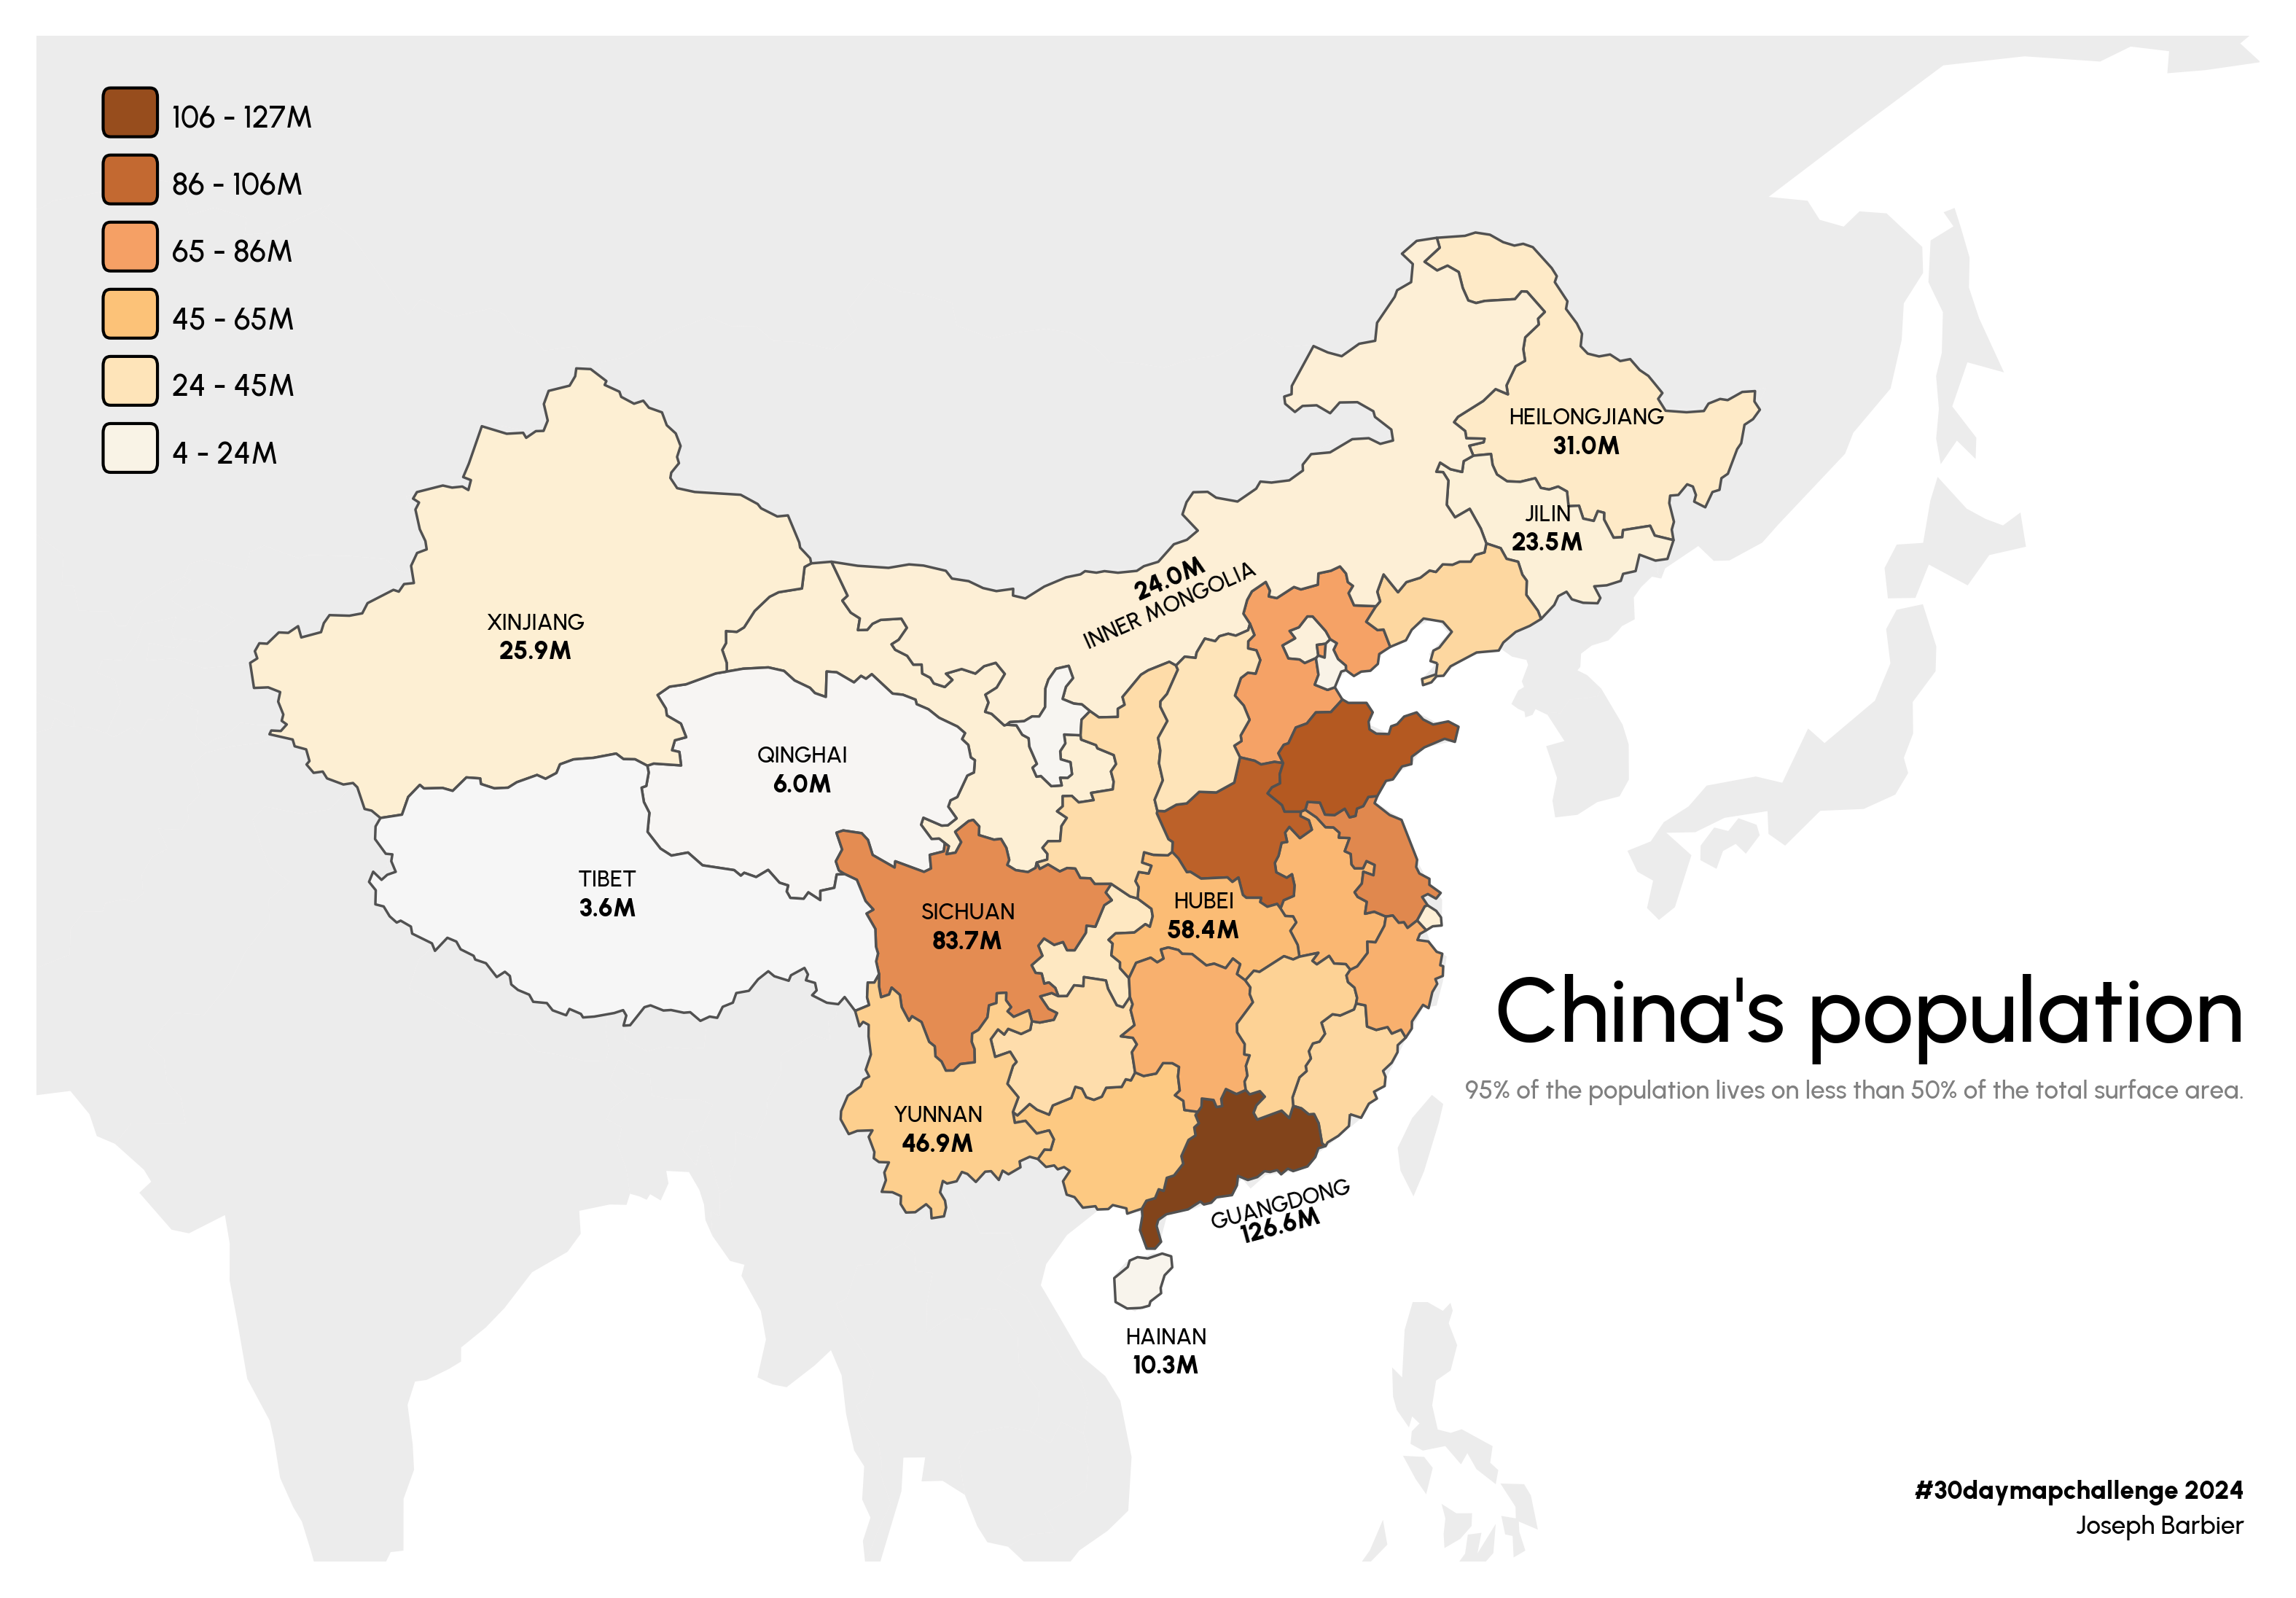 106 - 127M
86 - 106M
65 - 86M
45 - 65M
24 - 45M
4 - 24M
HEILONGJIANG
31.0M
JILIN
23.5M
24.0M
INNER MONGOLIA
XINJIANG
25.9M
QINGHAI
6.0M
TIBET
3.6M
SICHUAN
83.7M
HUBEI
58.4M
China's population
95% of the population lives on less than 50% of the total surface area.
YUNNAN
46.9M
GUANGDONG
126.6M
HAINAN
10.3M
#30daymapchallenge 2024
Joseph Barbier